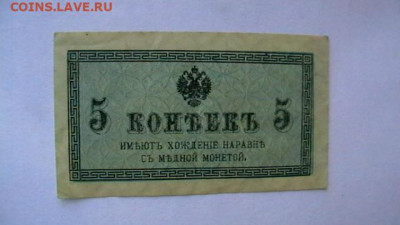 COINS.LAVE.RU
5 КОПѢЕКЪ 5
ИМѢЮТЪ ХОЖДЕНІЕ НАРАВНѢ
СЪ МѢДНОЙ МОНЕТОЙ.